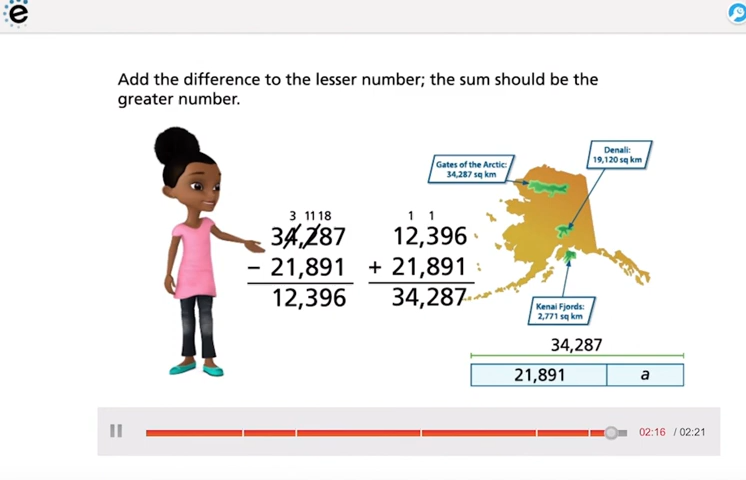 e
Add the difference to the lesser number; the sum should be the
greater number.
Denali:
19,120 sq km
Gates of the Arctic:
34,287 sq km
3 11 18
34,287
− 21,891
12,396
1 1
12,396
+ 21,891
34,287
Kenai Fjords:
2,771 sq km
34,287
21,891 a
02:16 / 02:21